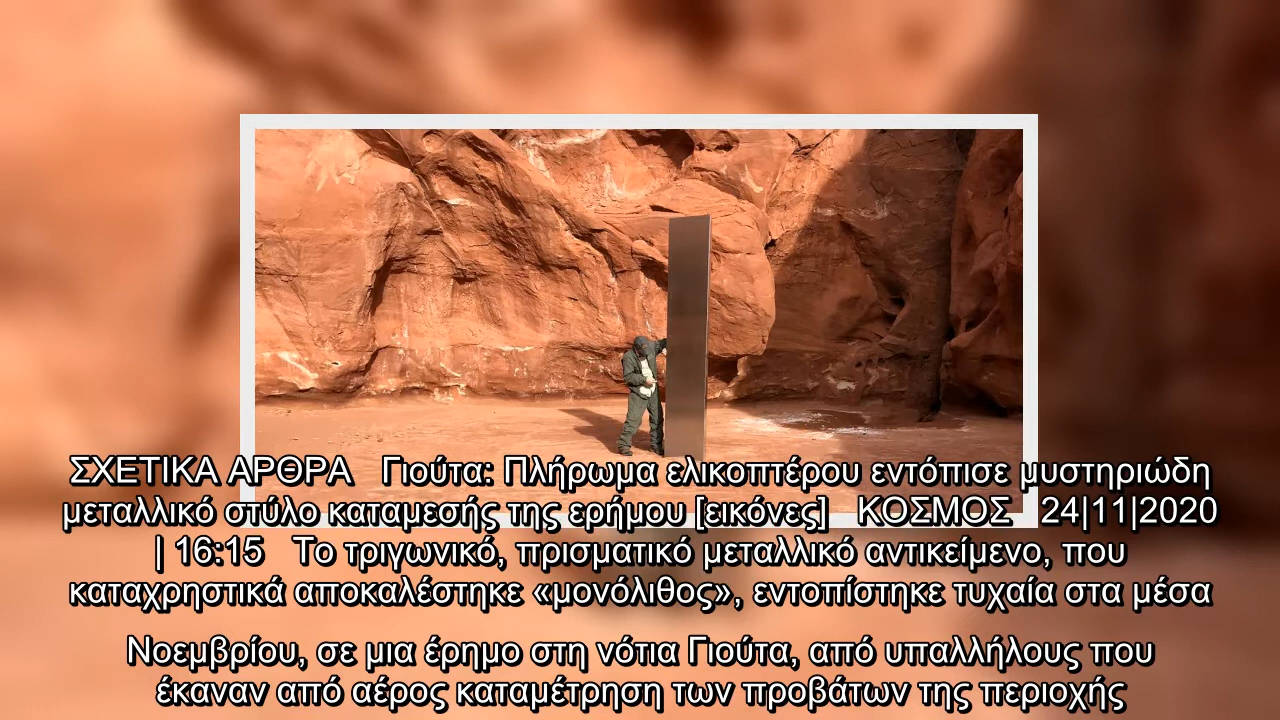 ΣΧΕΤΙΚΑ ΑΡΘΡΑ Γιούτα: Πλήρωμα ελικοπτέρου εντόπισε μυστηριώδη
μεταλλικό στύλο καταμεσής της ερήμου [εικόνες] ΚΟΣΜΟΣ 24|11|2020
| 16:15 Το τριγωνικό, πρισματικό μεταλλικό αντικείμενο, που
καταχρηστικά αποκαλέστηκε «μονόλιθος», εντοπίστηκε τυχαία στα μέσα
Νοεμβρίου, σε μια έρημο στη νότια Γιούτα, από υπαλλήλους που
έκαναν από αέρος καταμέτρηση των προβάτων της περιοχής